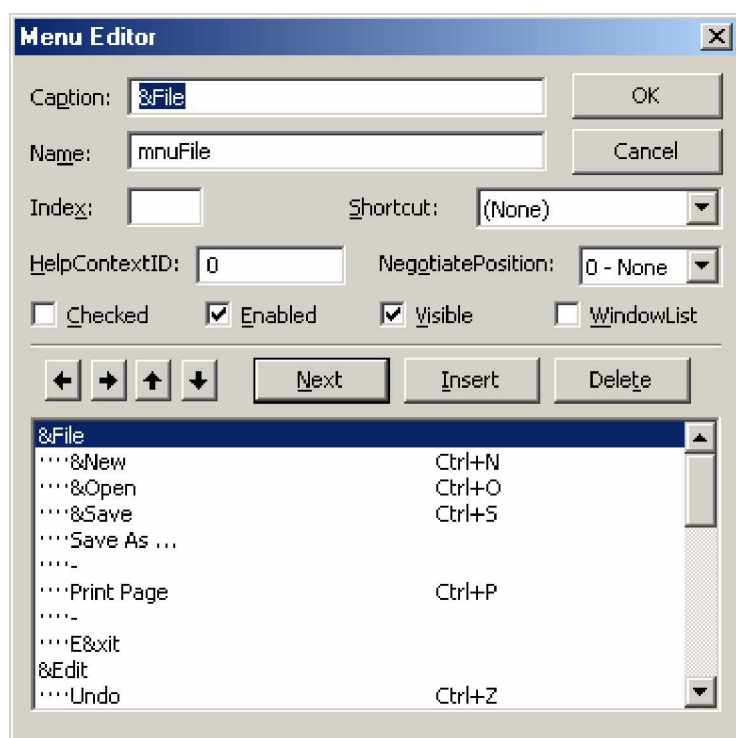 Menu Editor
Caption: &File OK
Name: mnuFile Cancel
Index: Shortcut: (None)
HelpContextID: 0 NegotiatePosition: 0 - None
Checked Enabled Visible WindowList
Next Insert Delete
&File
····&New Ctrl+N
····&Open Ctrl+O
····&Save Ctrl+S
····Save As ...
····-
····Print Page Ctrl+P
····-
····E&xit
&Edit
····Undo Ctrl+Z